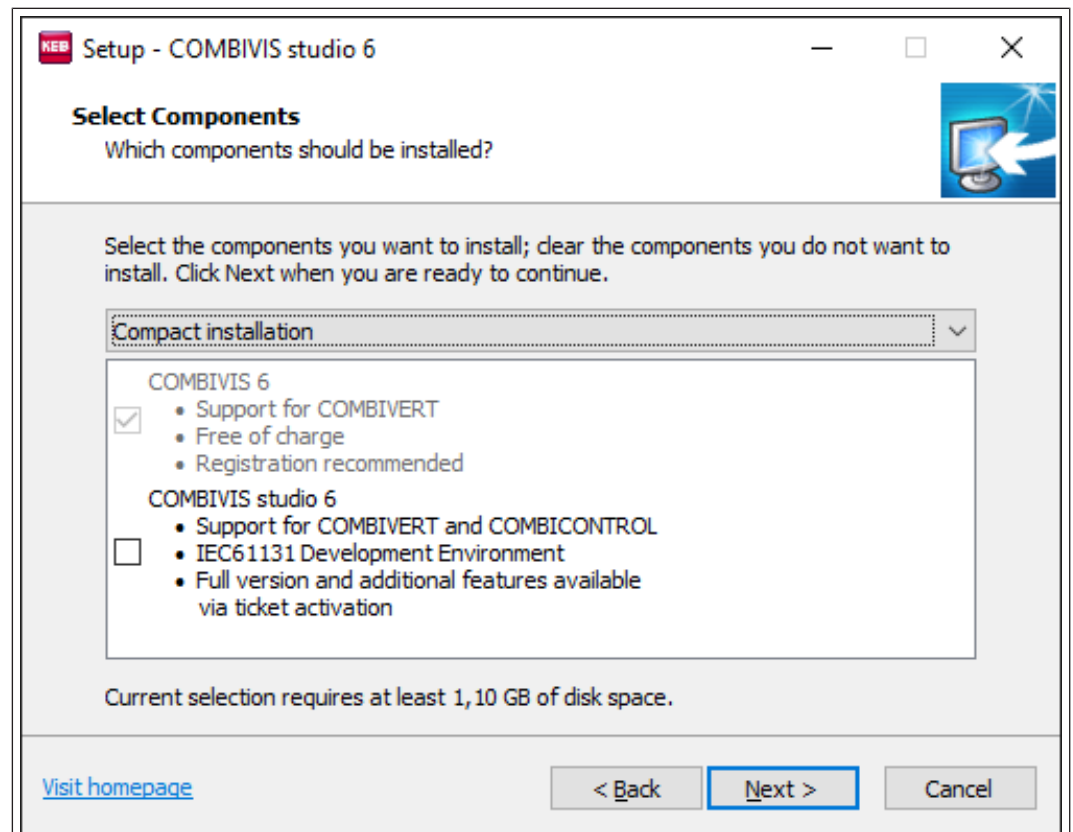 KEB Setup - COMBIVIS studio 6
Select Components
Which components should be installed?
Select the components you want to install; clear the components you do not want to
install. Click Next when you are ready to continue.
Compact installation
COMBIVIS 6
• Support for COMBIVERT
• Free of charge
• Registration recommended
COMBIVIS studio 6
• Support for COMBIVERT and COMBICONTROL
• IEC61131 Development Environment
• Full version and additional features available
via ticket activation
Current selection requires at least 1,10 GB of disk space.
Visit homepage < Back Next > Cancel